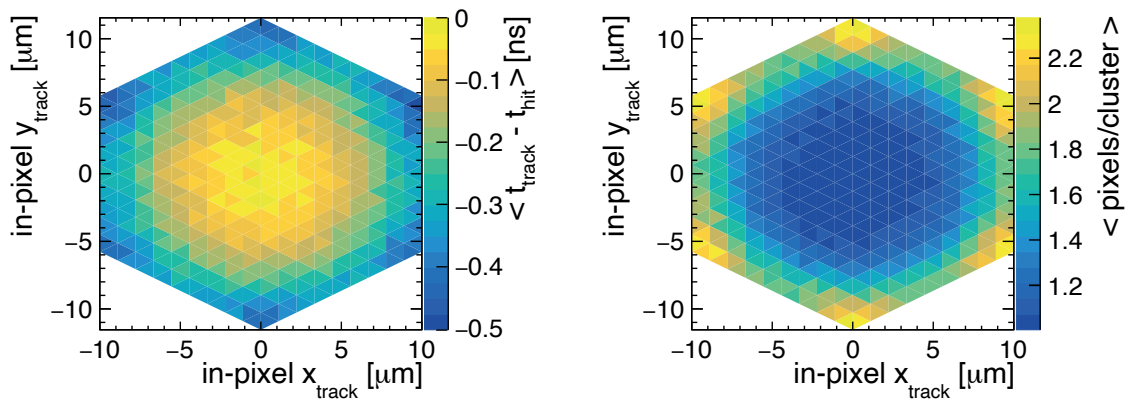 in-pixel y_track [μm]
10
5
0
−5
−10
−10 −5 0 5 10
in-pixel x_track [μm]
0
−0.1
−0.2
−0.3
−0.4
−0.5
< t_track - t_hit > [ns]
in-pixel y_track [μm]
10
5
0
−5
−10
−10 −5 0 5 10
in-pixel x_track [μm]
2.2
2
1.8
1.6
1.4
1.2
< pixels/cluster >